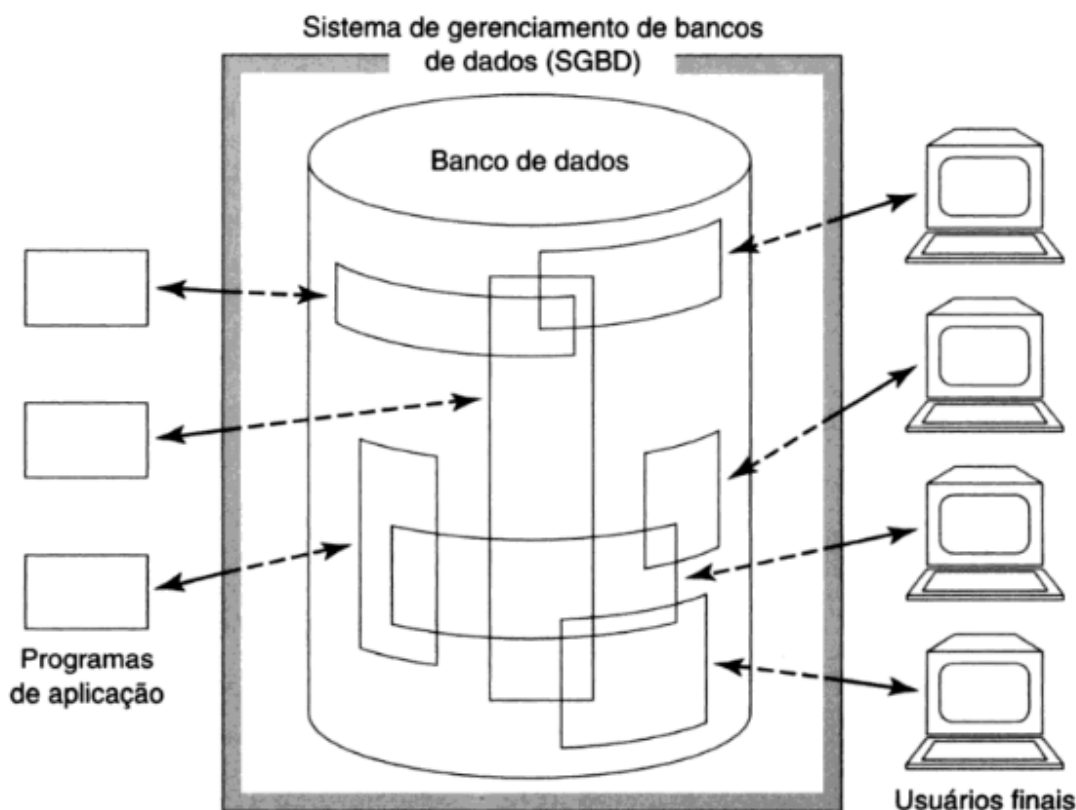 Sistema de gerenciamento de bancos
de dados (SGBD)
Banco de dados
Programas
de aplicação
Usuários finais